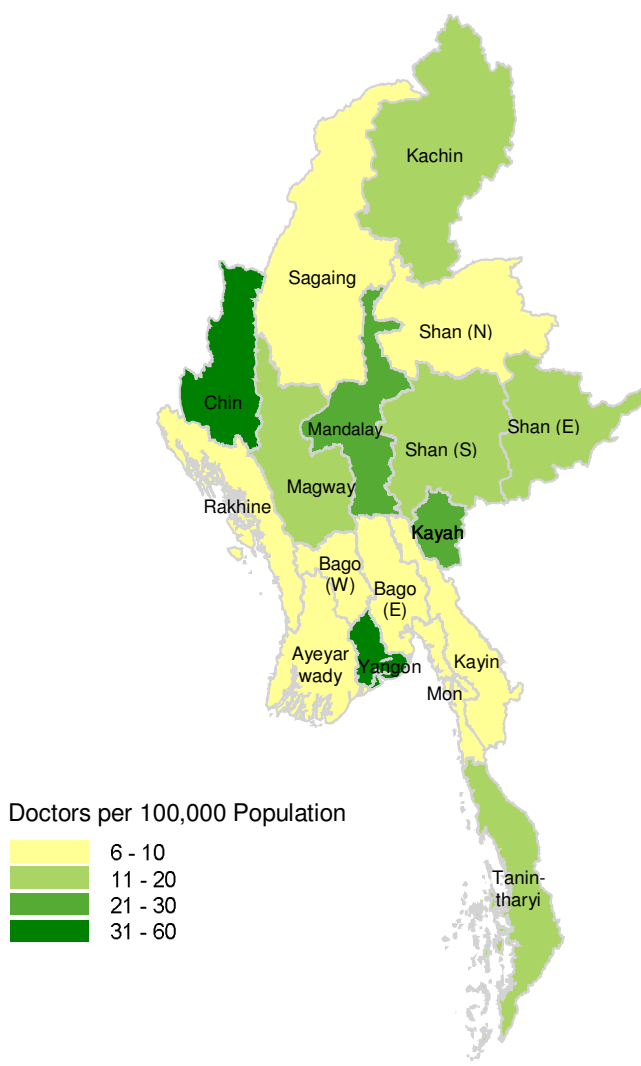 Kachin
Sagaing
Shan (N)
Chin
Mandalay
Shan (E)
Shan (S)
Magway
Rakhine
Kayah
Bago
(W)
Bago
(E)
Ayeyar
wady
Yangon
Kayin
Mon
Doctors per 100,000 Population
6 - 10
11 - 20
21 - 30
31 - 60
Tanin-
tharyi